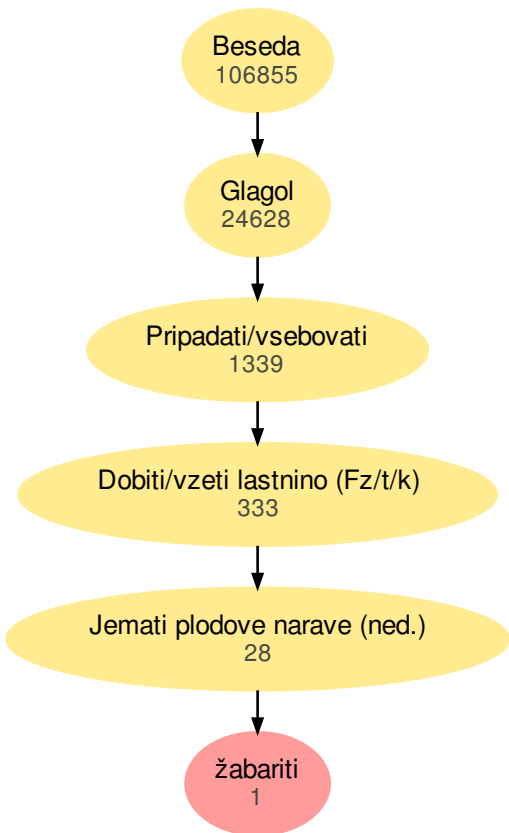 Beseda
106855
Glagol
24628
Pripadati/vsebovati
1339
Dobiti/vzeti lastnino (Fz/t/k)
333
Jemati plodove narave (ned.)
28
žabariti
1